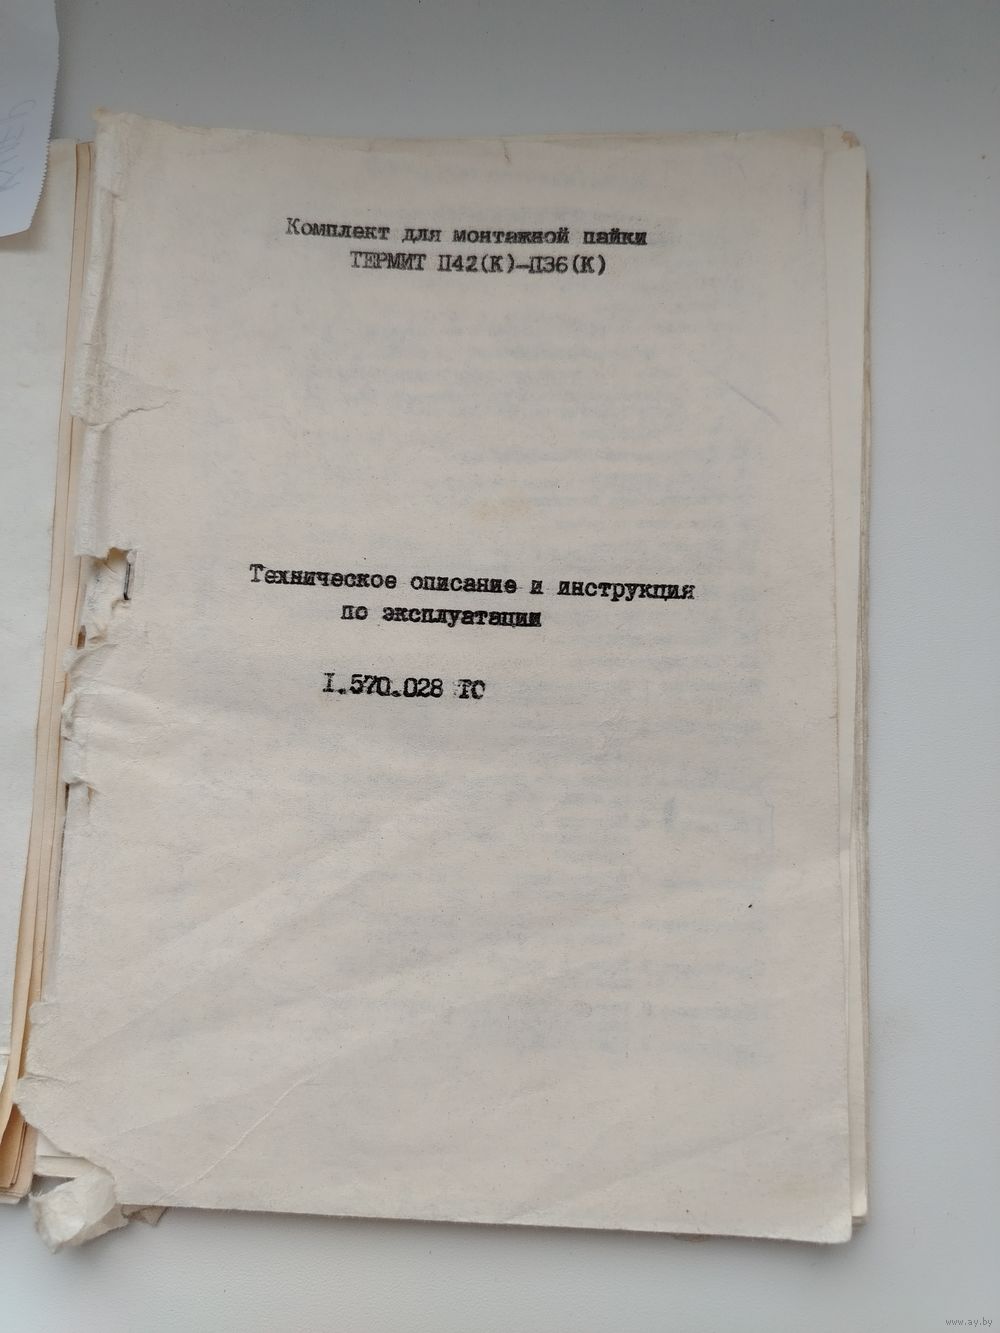 Комплект для монтажной пайки
ТЕРМИТ П42(К)–П36(К)
Техническое описание и инструкция
по эксплуатации
I.570.028 ТО
www.ay.by